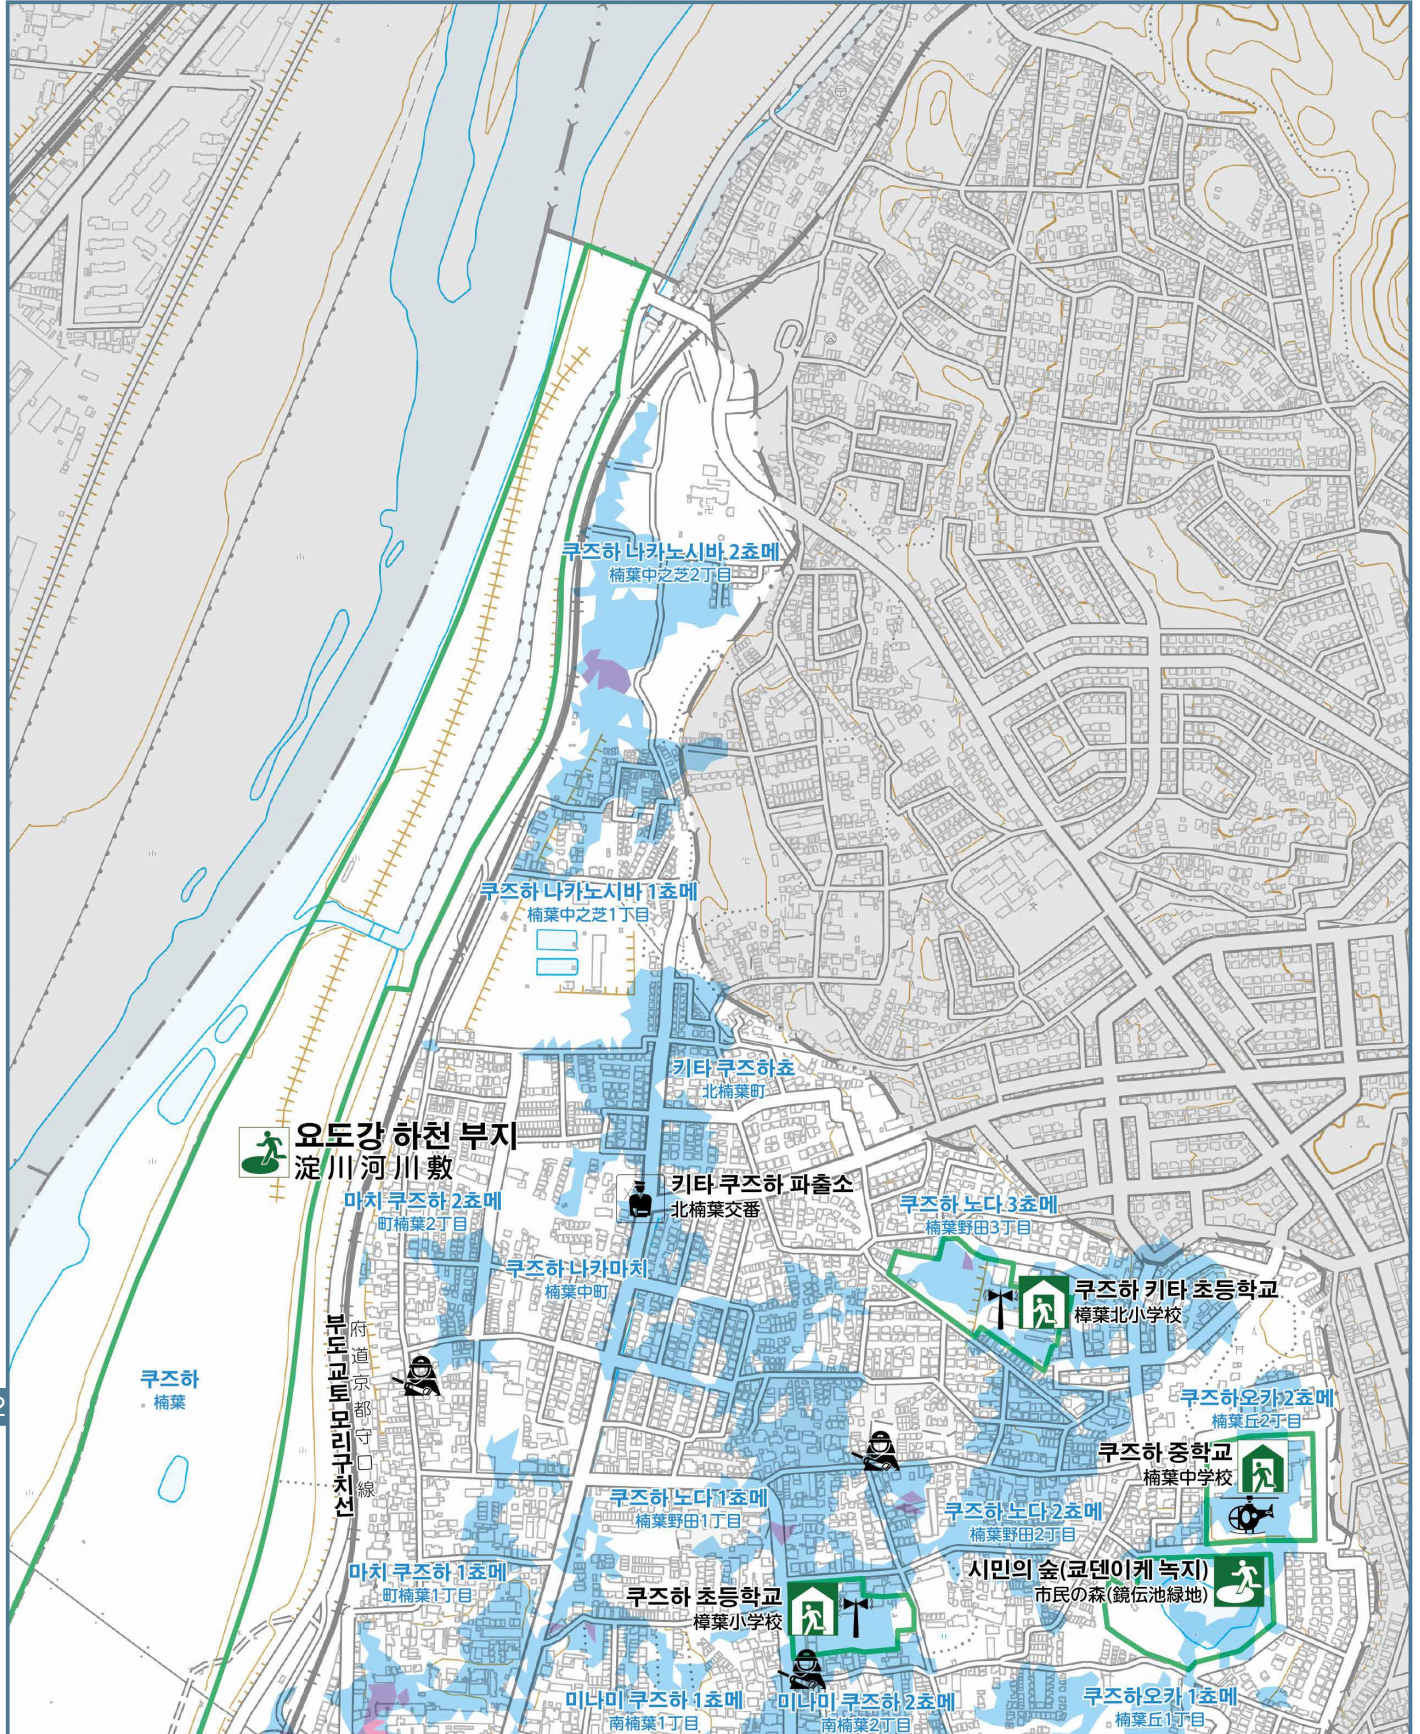 쿠즈하 나카노시바 2쵸메
楠葉中之芝2丁目
쿠즈하 나카노시바 1쵸메
楠葉中之芝1丁目
키타 쿠즈하쵸
北楠葉町
요도강 하천 부지
淀川河川敷
키타 쿠즈하 파출소
北楠葉交番
마치 쿠즈하 2쵸메
町楠葉2丁目
쿠즈하 노다 3쵸메
楠葉野田3丁目
쿠즈하 나카마치
楠葉中町
쿠즈하 키타 초등학교
樟葉北小学校
부도 교토 모리구치선
府道京都守口線
쿠즈하
楠葉
쿠즈하오카 2쵸메
楠葉丘2丁目
쿠즈하 중학교
楠葉中学校
쿠즈하 노다 1쵸메
楠葉野田1丁目
쿠즈하 노다 2쵸메
楠葉野田2丁目
마치 쿠즈하 1쵸메
町楠葉1丁目
시민의 숲(쿄덴이케 녹지)
市民の森(鏡伝池緑地)
쿠즈하 초등학교
樟葉小学校
미나미 쿠즈하 1쵸메
南楠葉1丁目
미나미 쿠즈하 2쵸메
南楠葉2丁目
쿠즈하오카 1쵸메
楠葉丘1丁目